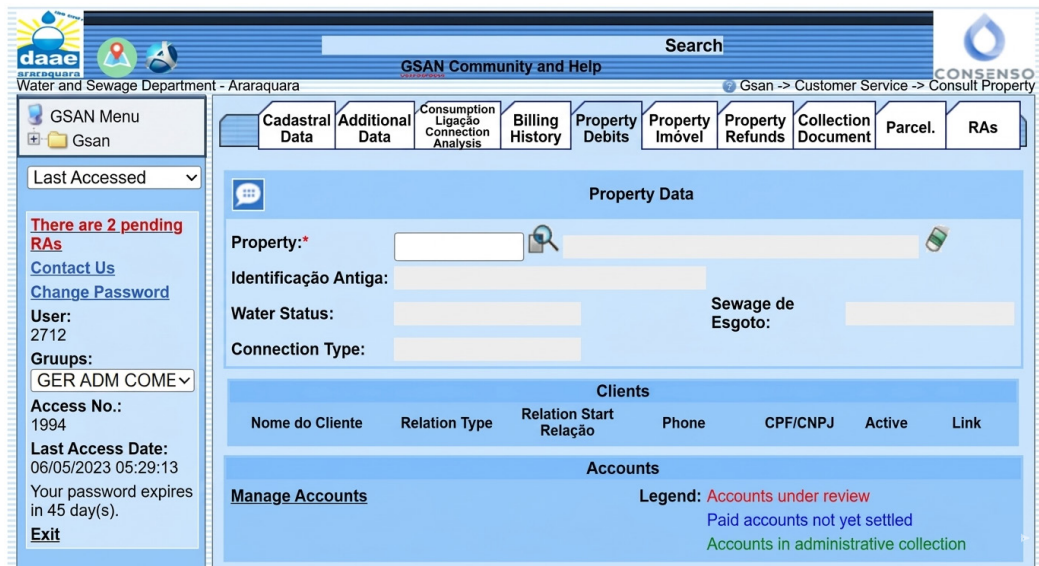 daae
araraquara
Search
GSAN Community and Help
CONSENSO
Water and Sewage Department - Araraquara
Gsan -> Customer Service -> Consult Property
GSAN Menu
Gsan
Last Accessed
There are 2 pending
RAs
Contact Us
Change Password
User:
2712
Gruups:
GER ADM COME
Access No.:
1994
Last Access Date:
06/05/2023 05:29:13
Your password expires
in 45 day(s).
Exit
Cadastral
Data
Additional
Data
Consumption
Ligação
Connection
Analysis
Billing
History
Property
Debits
Property
Imóvel
Property
Refunds
Collection
Document
Parcel.
RAs
Property Data
Property:*
Identificação Antiga:
Water Status:
Sewage de
Esgoto:
Connection Type:
Clients
Nome do Cliente
Relation Type
Relation Start
Relação
Phone
CPF/CNPJ
Active
Link
Accounts
Manage Accounts
Legend: Accounts under review
Paid accounts not yet settled
Accounts in administrative collection